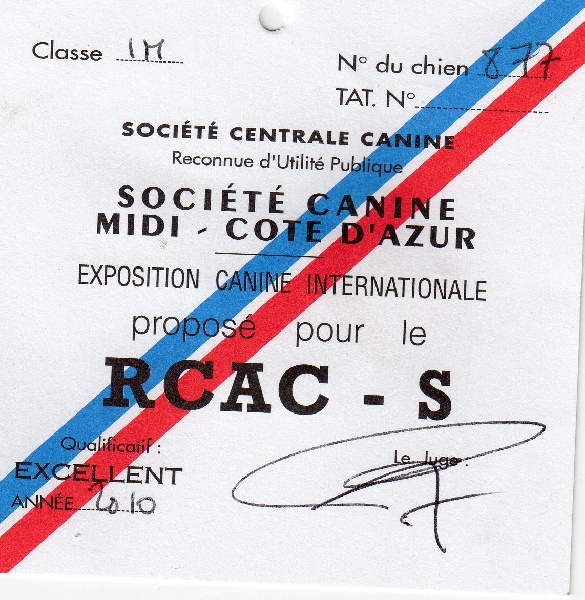 Classe IM
N° du chien 877
TAT. N°
SOCIÉTÉ CENTRALE CANINE
Reconnue d'Utilité Publique
SOCIÉTÉ CANINE
MIDI - COTE D'AZUR
EXPOSITION CANINE INTERNATIONALE
proposé pour le
RCAC - S
Qualificatif :
EXCELLENT
Le Juge :
ANNÉE 2010